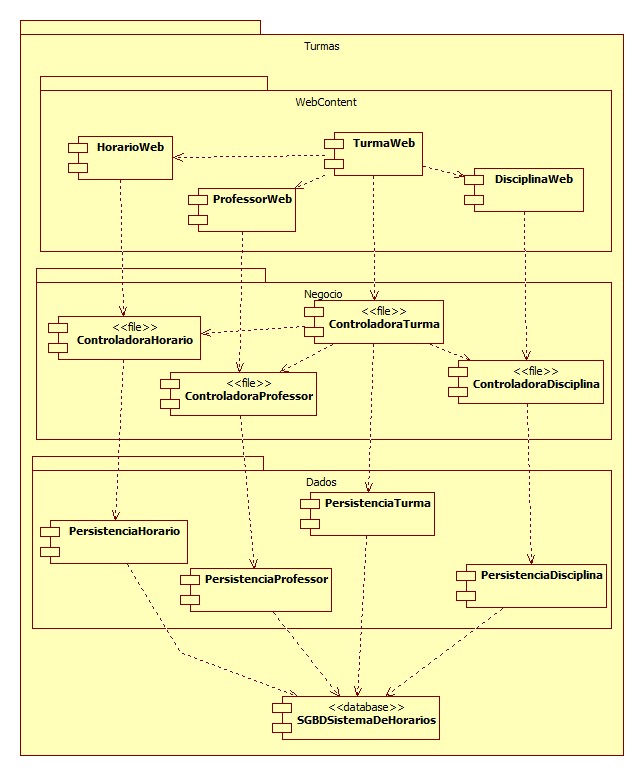 Turmas
WebContent
HorarioWeb
TurmaWeb
ProfessorWeb
DisciplinaWeb
Negocio
<<file>>
ControladoraHorario
<<file>>
ControladoraTurma
<<file>>
ControladoraProfessor
<<file>>
ControladoraDisciplina
Dados
PersistenciaHorario
PersistenciaTurma
PersistenciaProfessor
PersistenciaDisciplina
<<database>>
SGBDSistemaDeHorarios